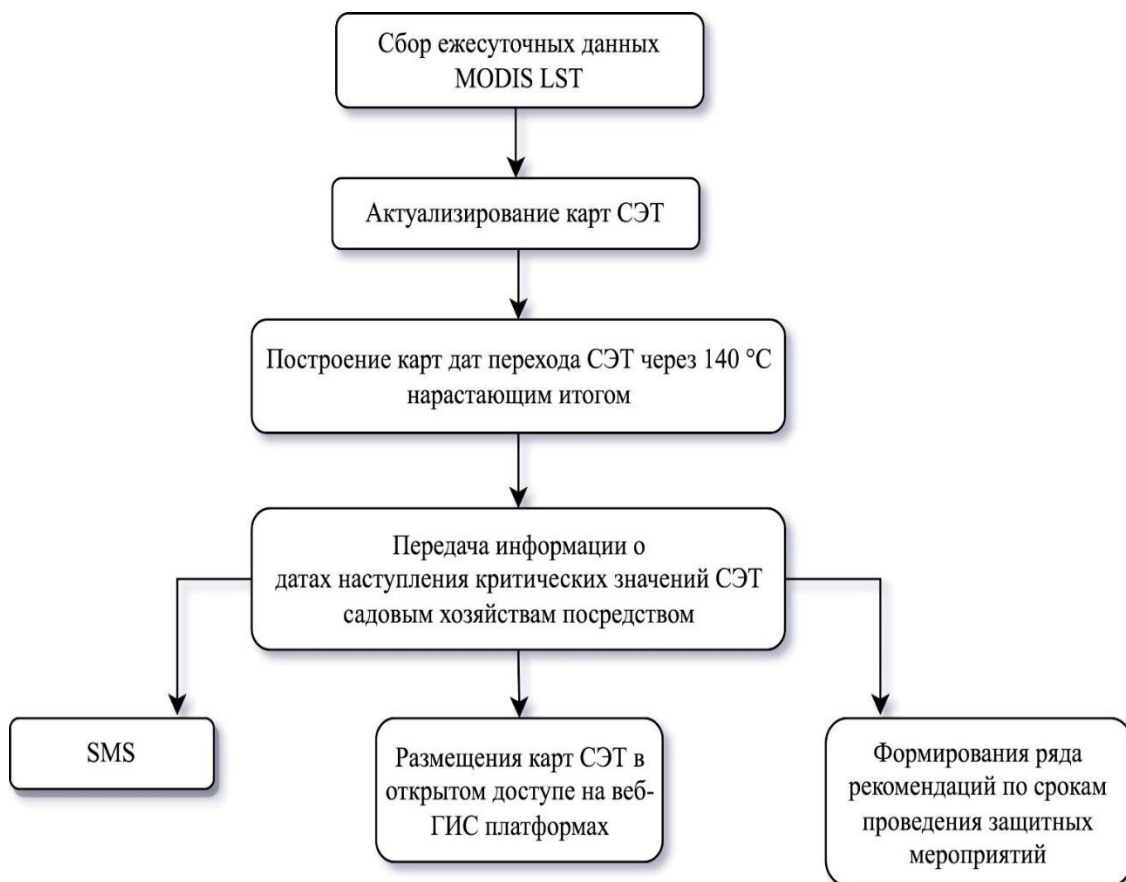 Сбор ежесуточных данных
MODIS LST
Актуализирование карт СЭТ
Построение карт дат перехода СЭТ через 140 °C
нарастающим итогом
Передача информации о
датах наступления критических значений СЭТ
садовым хозяйствам посредством
SMS
Размещения карт СЭТ в
открытом доступе на веб-
ГИС платформах
Формирования ряда
рекомендаций по срокам
проведения защитных
мероприятий